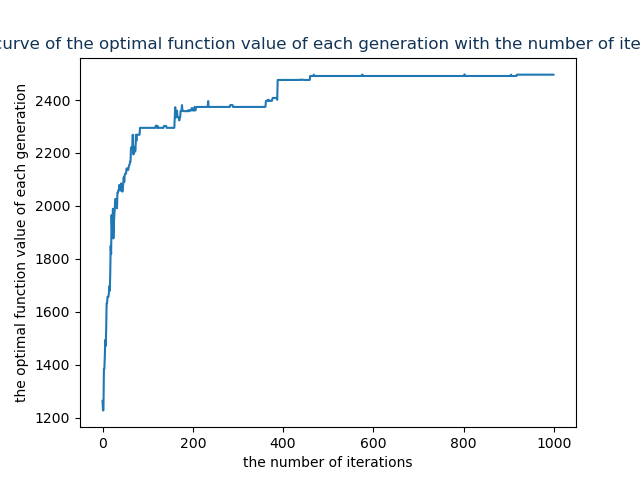 curve of the optimal function value of each generation with the number of ite
the optimal function value of each generation
2400
2200
2000
1800
1600
1400
1200
0 200 400 600 800 1000
the number of iterations